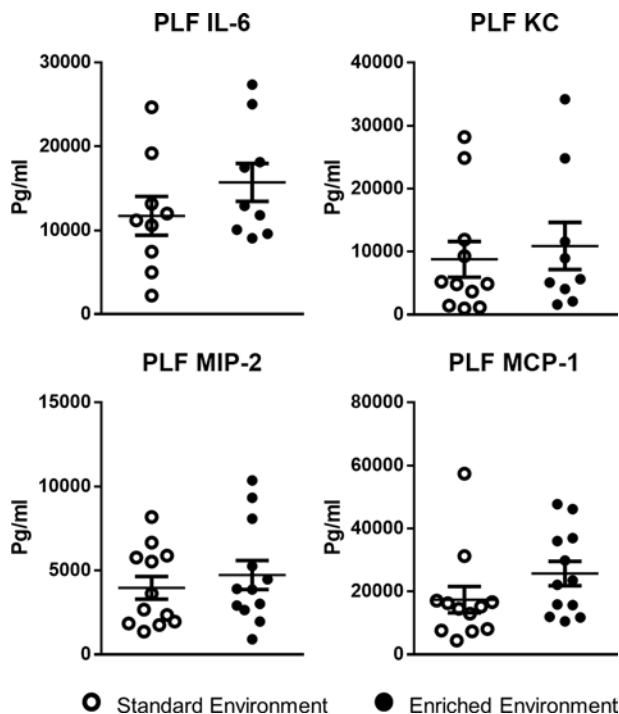 PLF IL-6
Pg/ml
30000
20000
10000
0
PLF KC
40000
30000
20000
10000
0
PLF MIP-2
Pg/ml
15000
10000
5000
0
PLF MCP-1
Pg/ml
80000
60000
40000
20000
0
Standard Environment
Enriched Environment